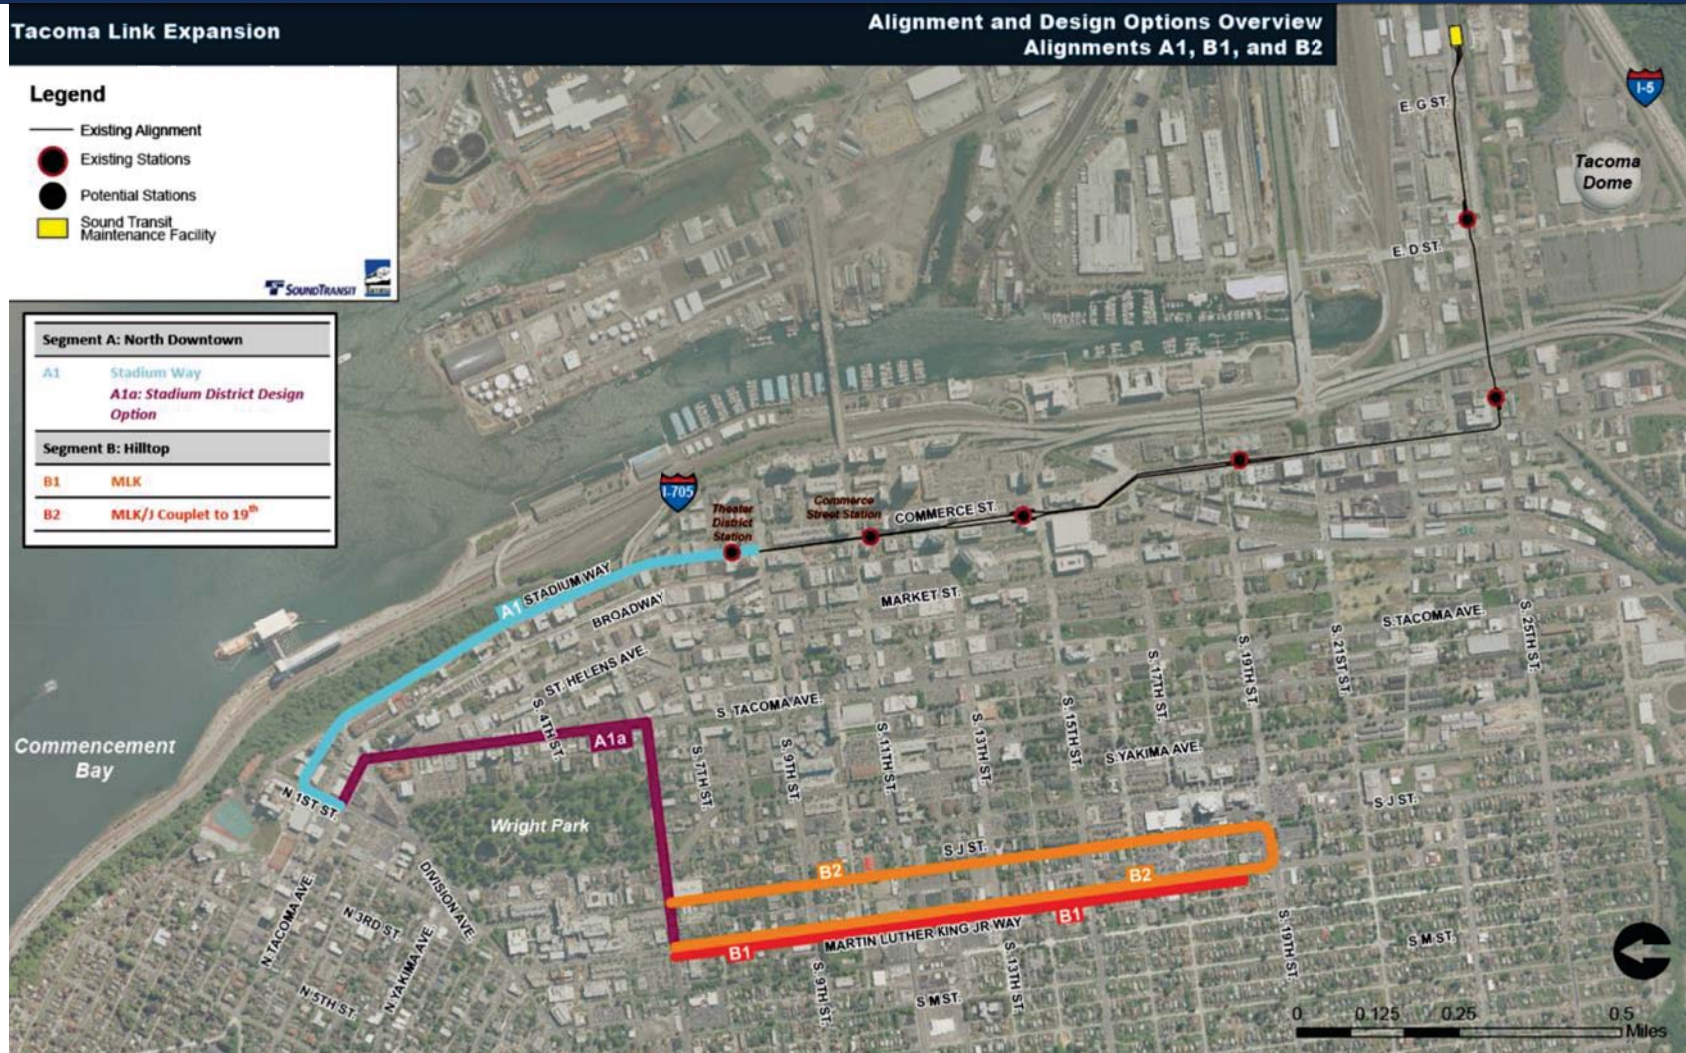 Tacoma Link Expansion
Alignment and Design Options Overview
Alignments A1, B1, and B2
Legend
Existing Alignment
Existing Stations
Potential Stations
Sound Transit
Maintenance Facility
SOUNDTRANSIT
Segment A: North Downtown
A1 Stadium Way
A1a: Stadium District Design
Option
Segment B: Hilltop
B1 MLK
B2 MLK/J Couplet to 19th
I-5
E. G ST.
Tacoma
Dome
E. D ST.
I-705
Theater
District
Station
Commerce
Street Station
COMMERCE ST.
A1
STADIUM WAY
BROADWAY
MARKET ST.
ST. HELENS AVE.
S. 4TH ST.
S. TACOMA AVE.
S. TACOMA AVE.
S. 25TH ST.
S. 21ST ST.
S. 19TH ST.
S. 17TH ST.
S. 15TH ST.
S. 13TH ST.
S. 11TH ST.
S. 9TH ST.
S. 7TH ST.
A1a
S. YAKIMA AVE.
Commencement
Bay
N 1ST ST.
Wright Park
S J ST.
S J ST.
B2
B2
B1
B1
MARTIN LUTHER KING JR WAY
DIVISION AVE.
N. TACOMA AVE.
N 3RD ST.
N. YAKIMA AVE.
N 5TH ST.
S. 9TH ST.
S M ST.
S. 13TH ST.
S. 19TH ST.
S M ST.
0 0.125 0.25 0.5
Miles